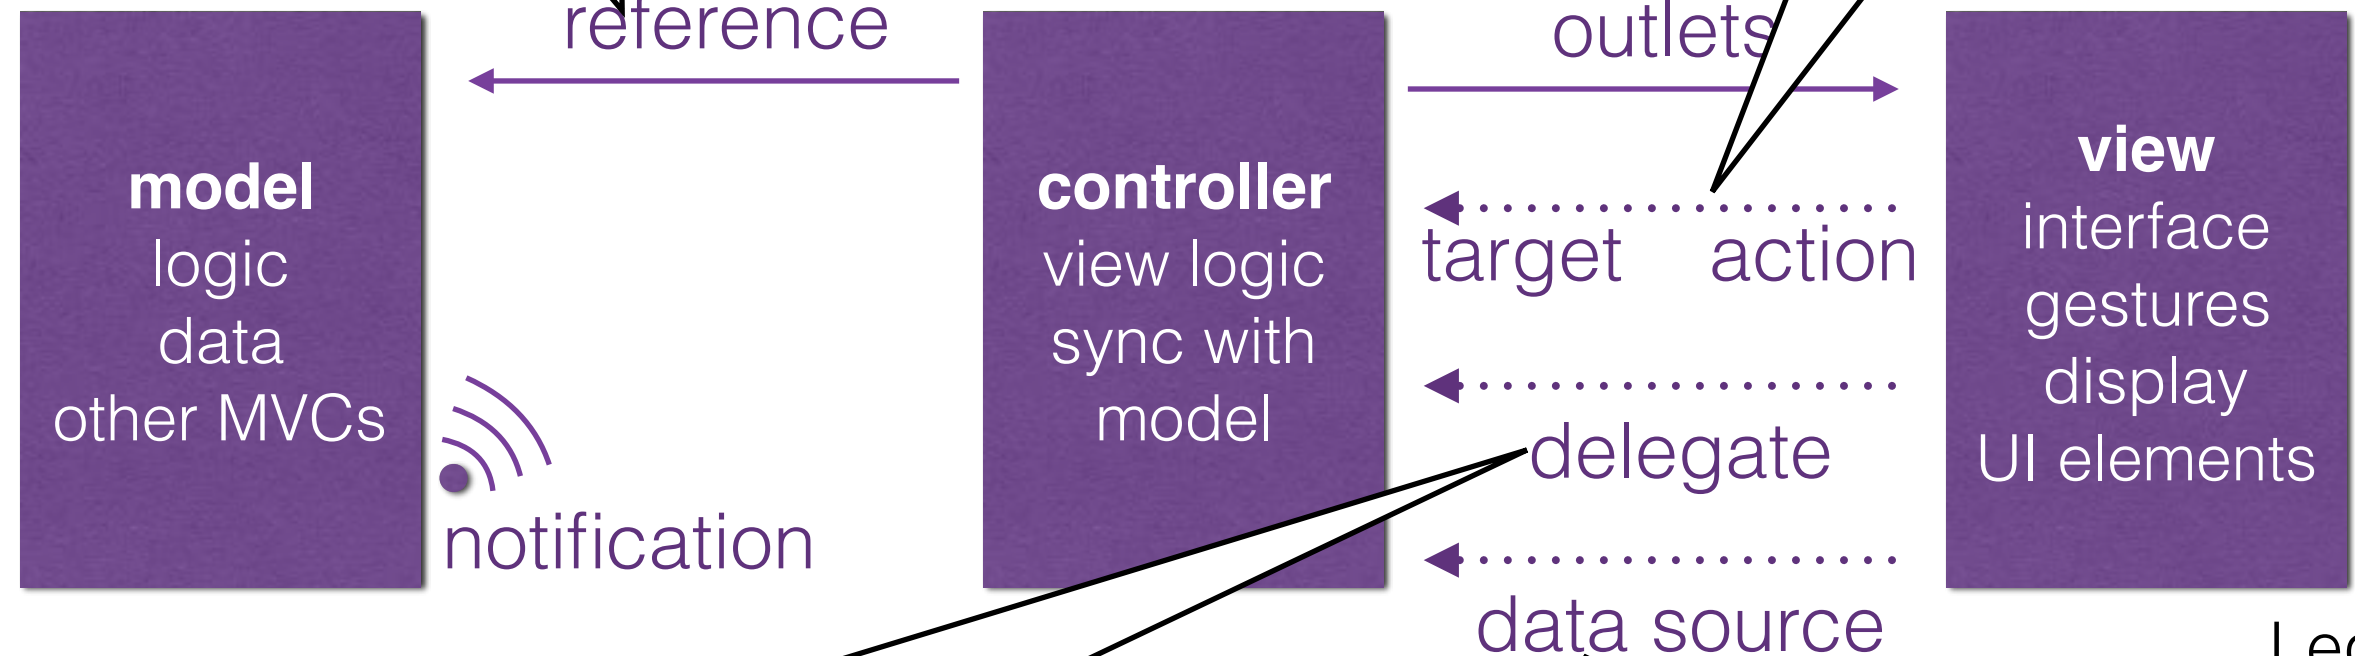 reference
outlets
model
logic
data
other MVCs
notification
controller
view logic
sync with
model
target action
delegate
data source
view
interface
gestures
display
UI elements